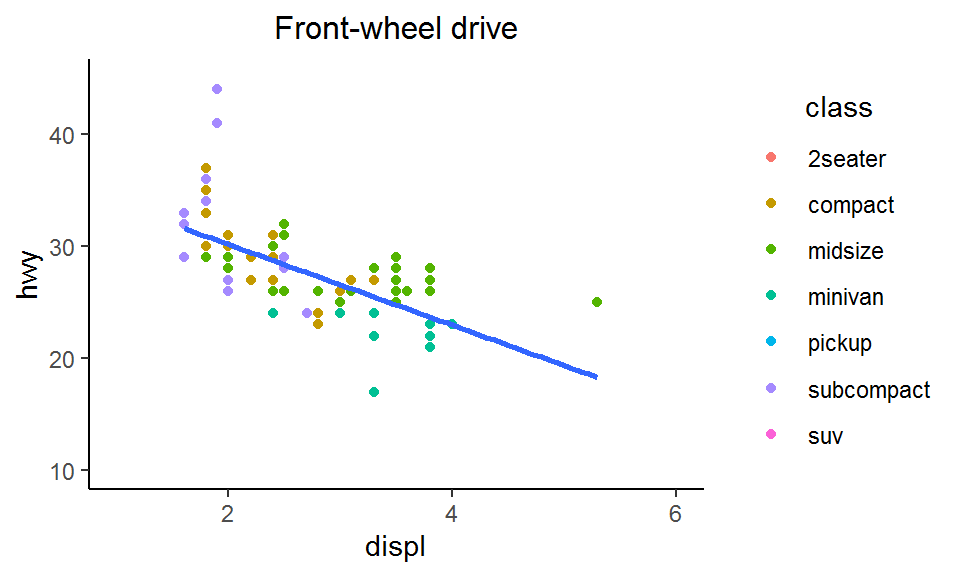 Front-wheel drive
hwy
40
30
20
10
2
4
6
displ
class
2seater
compact
midsize
minivan
pickup
subcompact
suv